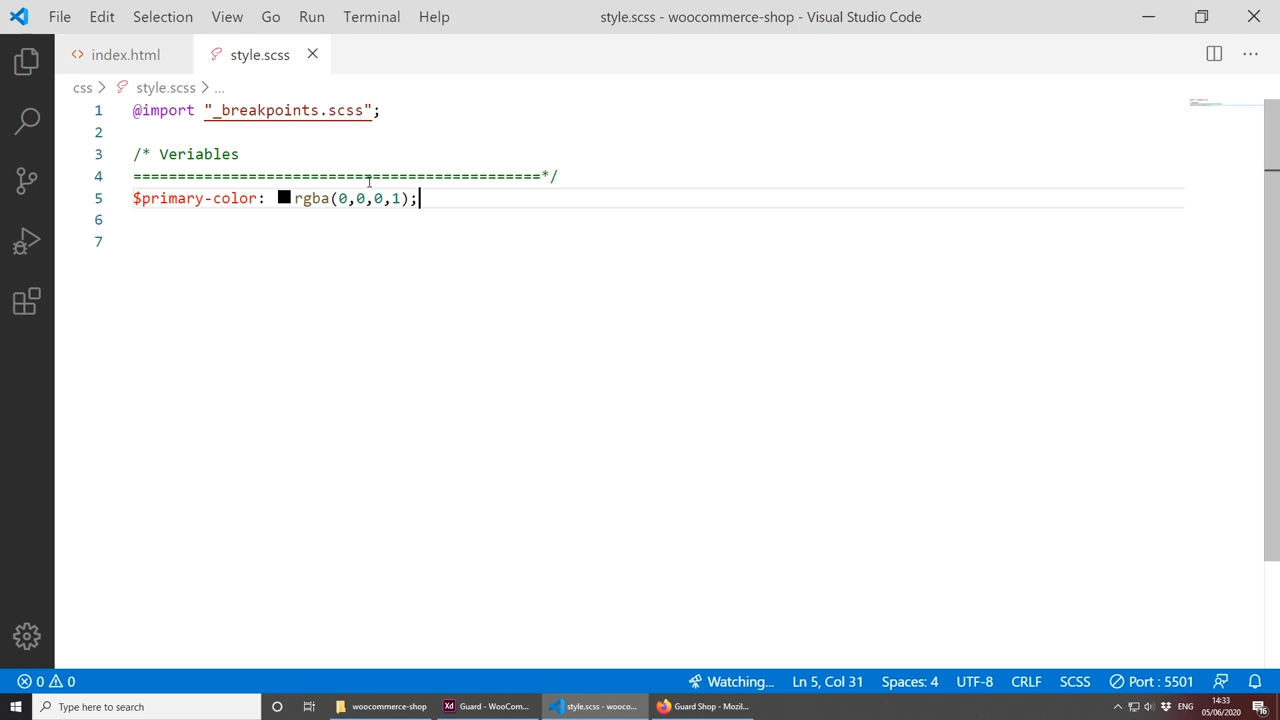 File Edit Selection View Go Run Terminal Help style.scss - woocommerce-shop - Visual Studio Code
index.html style.scss
css > style.scss > ...
1 @import "_breakpoints.scss";
2
3 /* Veriables
4 ==============================================*/
5 $primary-color: rgba(0,0,0,1);
6
7
0 0 Watching... Ln 5, Col 31 Spaces: 4 UTF-8 CRLF SCSS Port : 5501
Type here to search woocommerce-shop Guard - WooCom... style.scss - wooco... Guard Shop - Mozil... ENG 14:33
05/06/2020 6